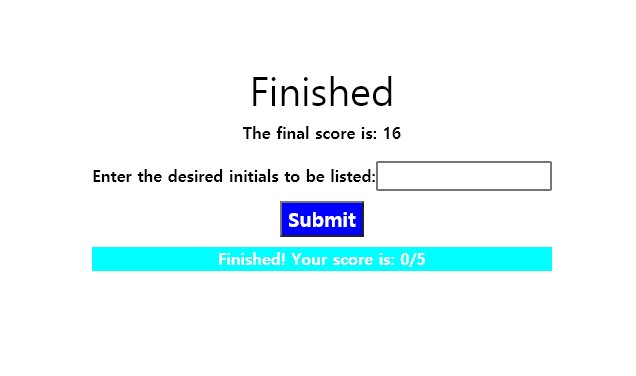 Finished
The final score is: 16
Enter the desired initials to be listed:
Submit
Finished! Your score is: 0/5